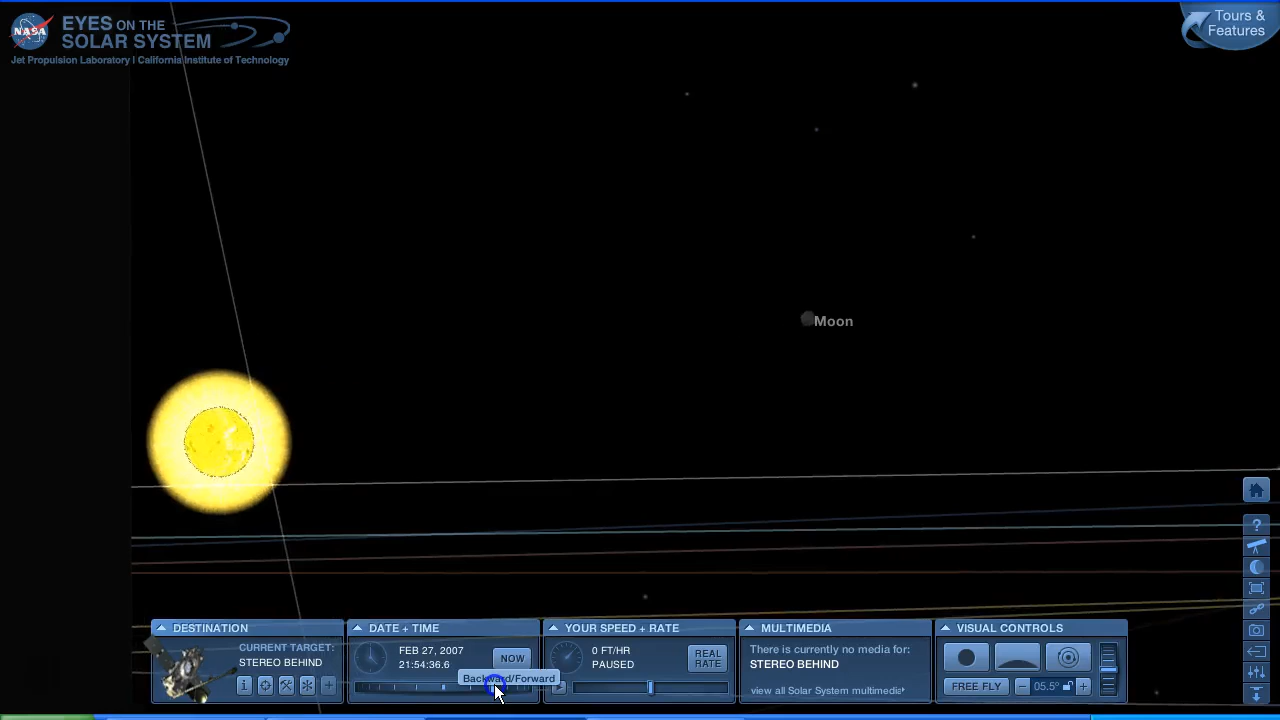 NASA
EYES ON THE
SOLAR SYSTEM
Jet Propulsion Laboratory | California Institute of Technology
Tours &
Features
Moon
DESTINATION
CURRENT TARGET:
STEREO BEHIND
DATE + TIME
FEB 27, 2007
21:54:36.6
NOW
Backward/Forward
YOUR SPEED + RATE
0 FT/HR
PAUSED
REAL
RATE
MULTIMEDIA
There is currently no media for:
STEREO BEHIND
view all Solar System multimedia
VISUAL CONTROLS
FREE FLY
05.5°
?